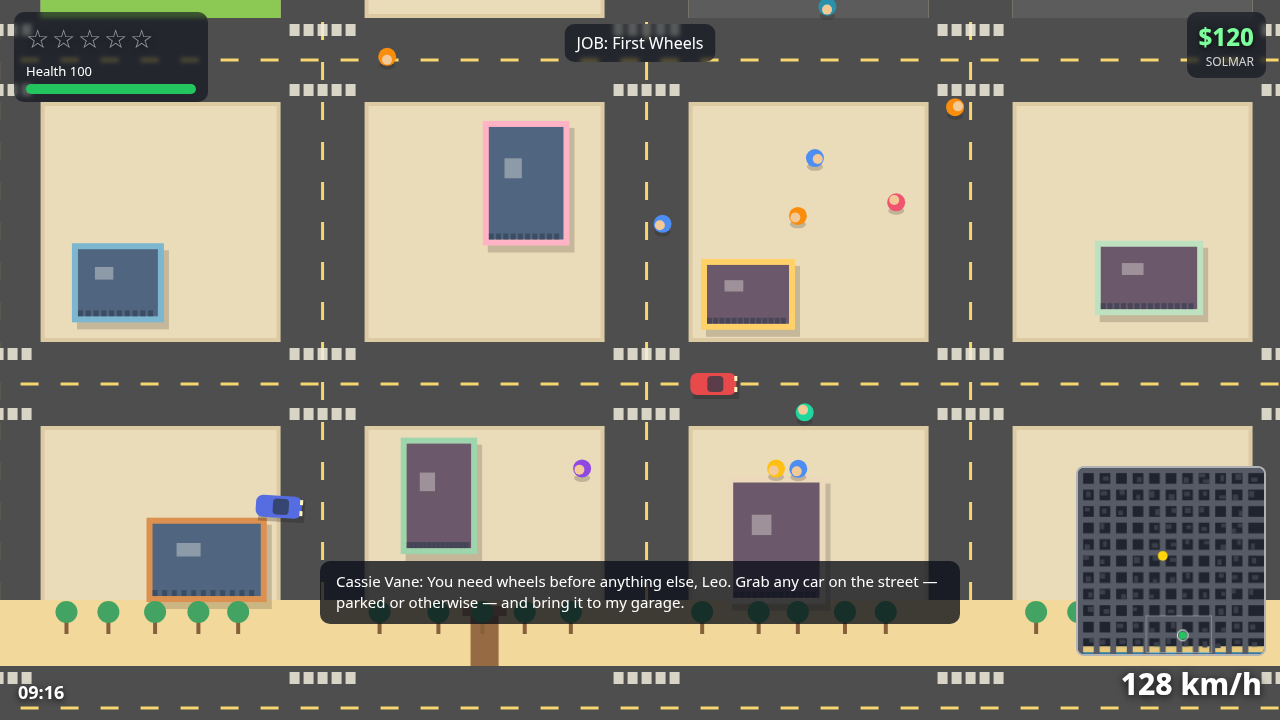 ☆☆☆☆☆
Health 100
JOB: First Wheels
$120
SOLMAR
Cassie Vane: You need wheels before anything else, Leo. Grab any car on the street —
parked or otherwise — and bring it to my garage.
09:16
128 km/h